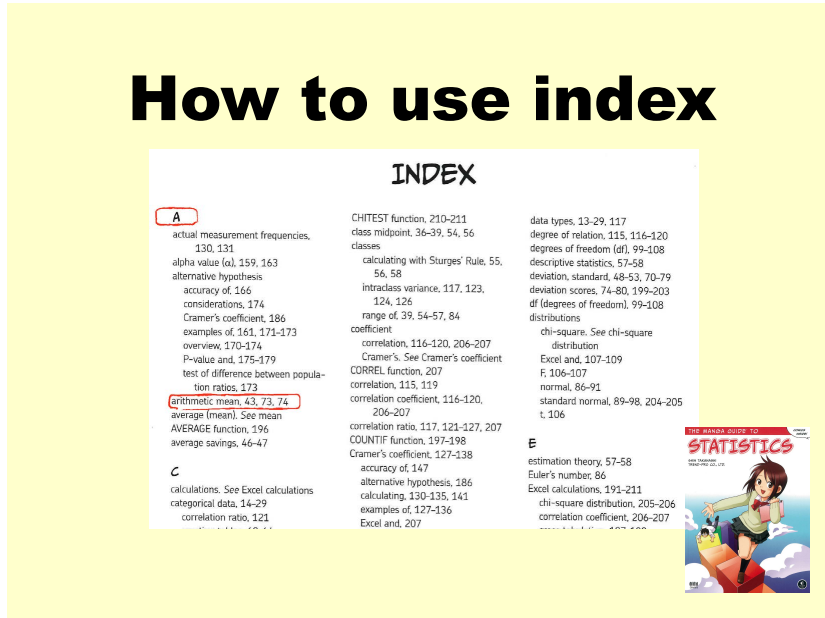 How to use index
INDEX
A
actual measurement frequencies,
130, 131
alpha value (α), 159, 163
alternative hypothesis
accuracy of, 166
considerations, 174
Cramer's coefficient, 186
examples of, 161, 171–173
overview, 170–174
P-value and, 175–179
test of difference between popula-
tion ratios, 173
arithmetic mean, 43, 73, 74
average (mean). See mean
AVERAGE function, 196
average savings, 46–47
C
calculations. See Excel calculations
categorical data, 14–29
correlation ratio, 121
CHITEST function, 210–211
class midpoint, 36–39, 54, 56
classes
calculating with Sturges' Rule, 55,
56, 58
intraclass variance, 117, 123,
124, 126
range of, 39, 54–57, 84
coefficient
correlation, 116–120, 206–207
Cramer's. See Cramer's coefficient
CORREL function, 207
correlation, 115, 119
correlation coefficient, 116–120,
206–207
correlation ratio, 117, 121–127, 207
COUNTIF function, 197–198
Cramer's coefficient, 127–138
accuracy of, 147
alternative hypothesis, 186
calculating, 130–135, 141
examples of, 127–136
Excel and, 207
data types, 13–29, 117
degree of relation, 115, 116–120
degrees of freedom (df), 99–108
descriptive statistics, 57–58
deviation, standard, 48–53, 70–79
deviation scores, 74–80, 199–203
df (degrees of freedom), 99–108
distributions
chi-square. See chi-square
distribution
Excel and, 107–109
F, 106–107
normal, 86–91
standard normal, 89–98, 204–205
t, 106
E
estimation theory, 57–58
Euler's number, 86
Excel calculations, 191–211
chi-square distribution, 205–206
correlation coefficient, 206–207
THE MANGA GUIDE TO
STATISTICS